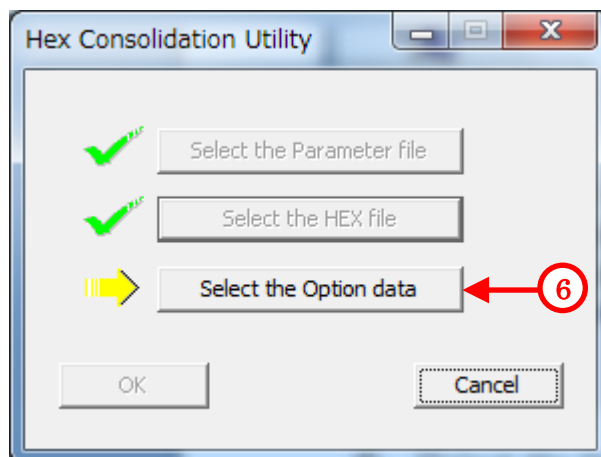 Hex Consolidation Utility
Select the Parameter file
Select the HEX file
Select the Option data
6
OK
Cancel